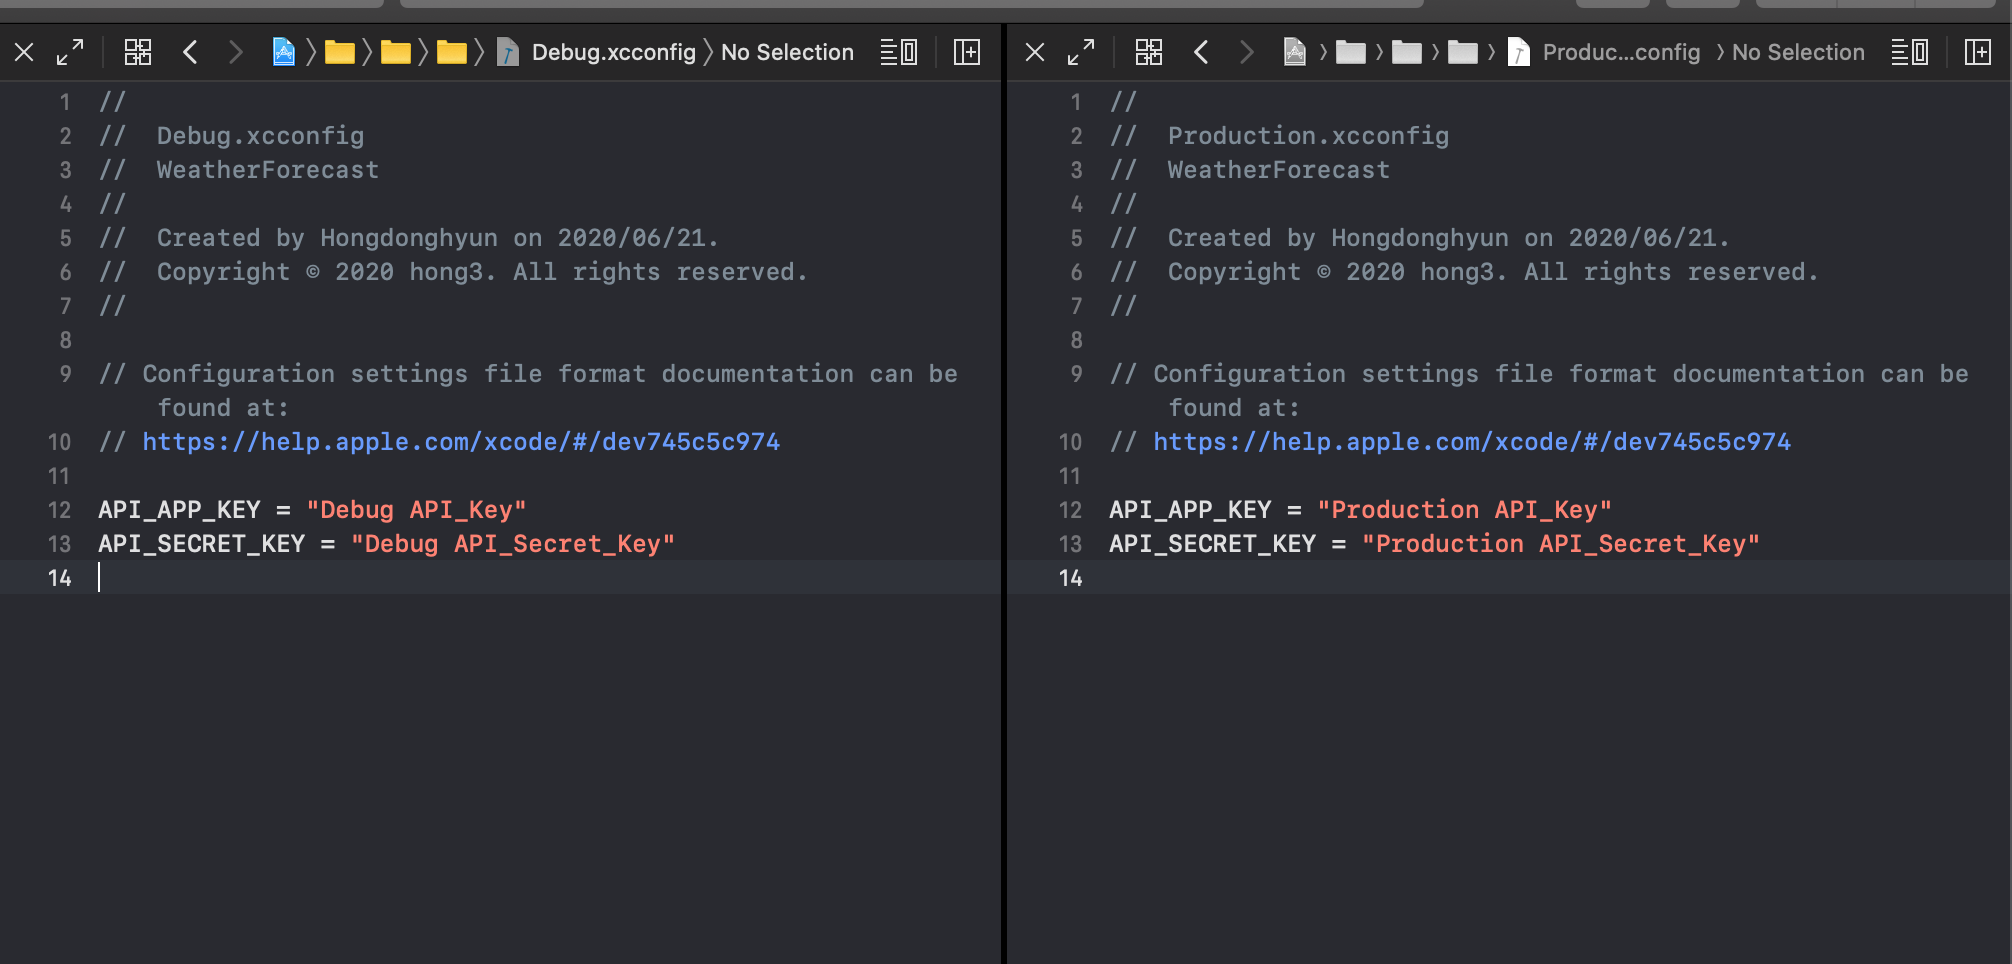 Debug.xcconfig No Selection
1 //
2 //  Debug.xcconfig
3 //  WeatherForecast
4 //
5 //  Created by Hongdonghyun on 2020/06/21.
6 //  Copyright © 2020 hong3. All rights reserved.
7 //
8
9 // Configuration settings file format documentation can be
found at:
10 // https://help.apple.com/xcode/#/dev745c5c974
11
12 API_APP_KEY = "Debug API_Key"
13 API_SECRET_KEY = "Debug API_Secret_Key"
14
Produc...config No Selection
1 //
2 //  Production.xcconfig
3 //  WeatherForecast
4 //
5 //  Created by Hongdonghyun on 2020/06/21.
6 //  Copyright © 2020 hong3. All rights reserved.
7 //
8
9 // Configuration settings file format documentation can be
found at:
10 // https://help.apple.com/xcode/#/dev745c5c974
11
12 API_APP_KEY = "Production API_Key"
13 API_SECRET_KEY = "Production API_Secret_Key"
14